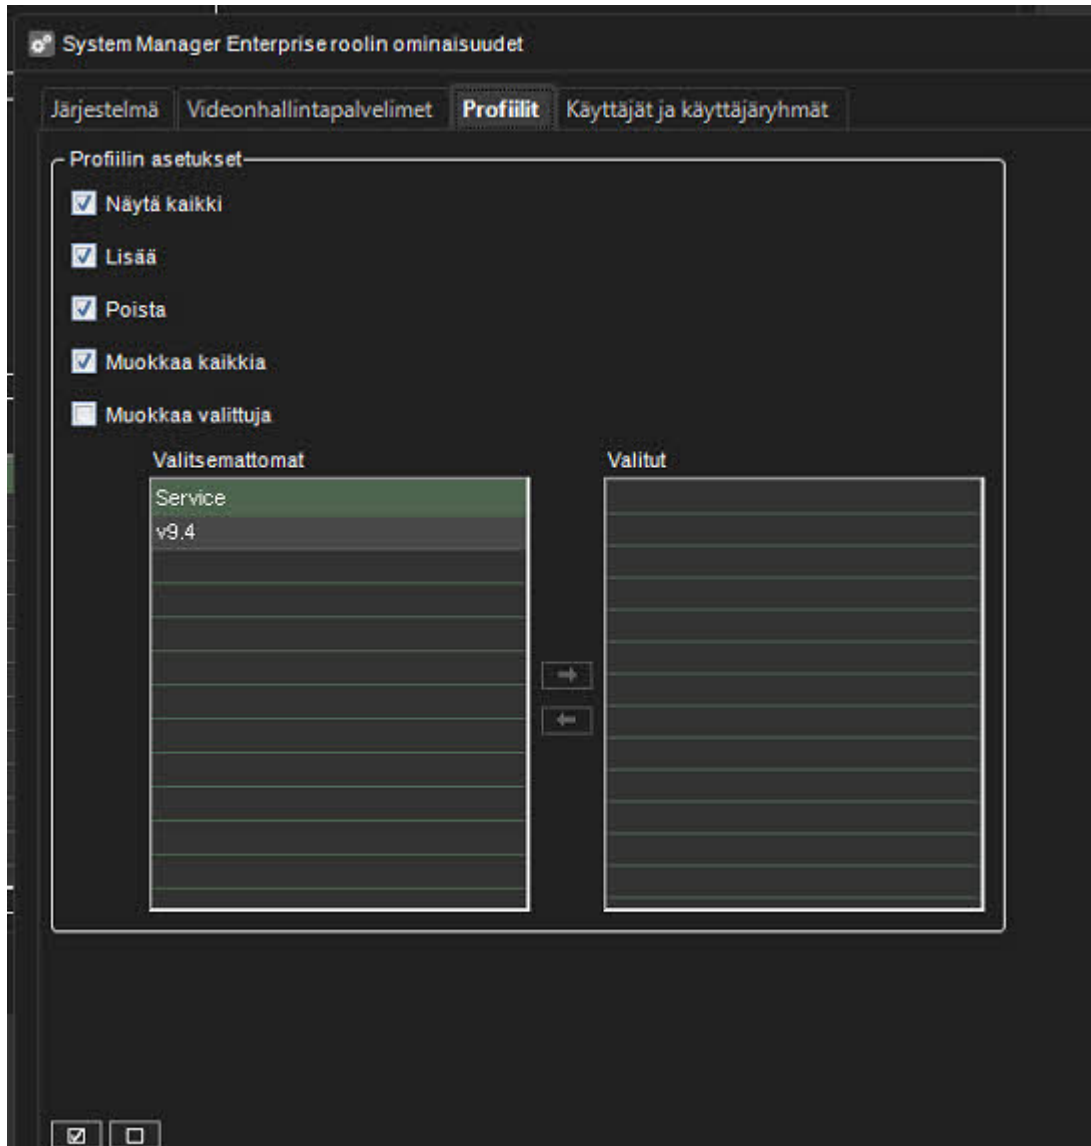 System Manager Enterprise roolin ominaisuudet
Järjestelmä Videonhallintapalvelimet Profiilit Käyttäjät ja käyttäjäryhmät
Profiilin asetukset
Näytä kaikki
Lisää
Poista
Muokkaa kaikkia
Muokkaa valittuja
Valitsemattomat Valitut
Service
v9.4